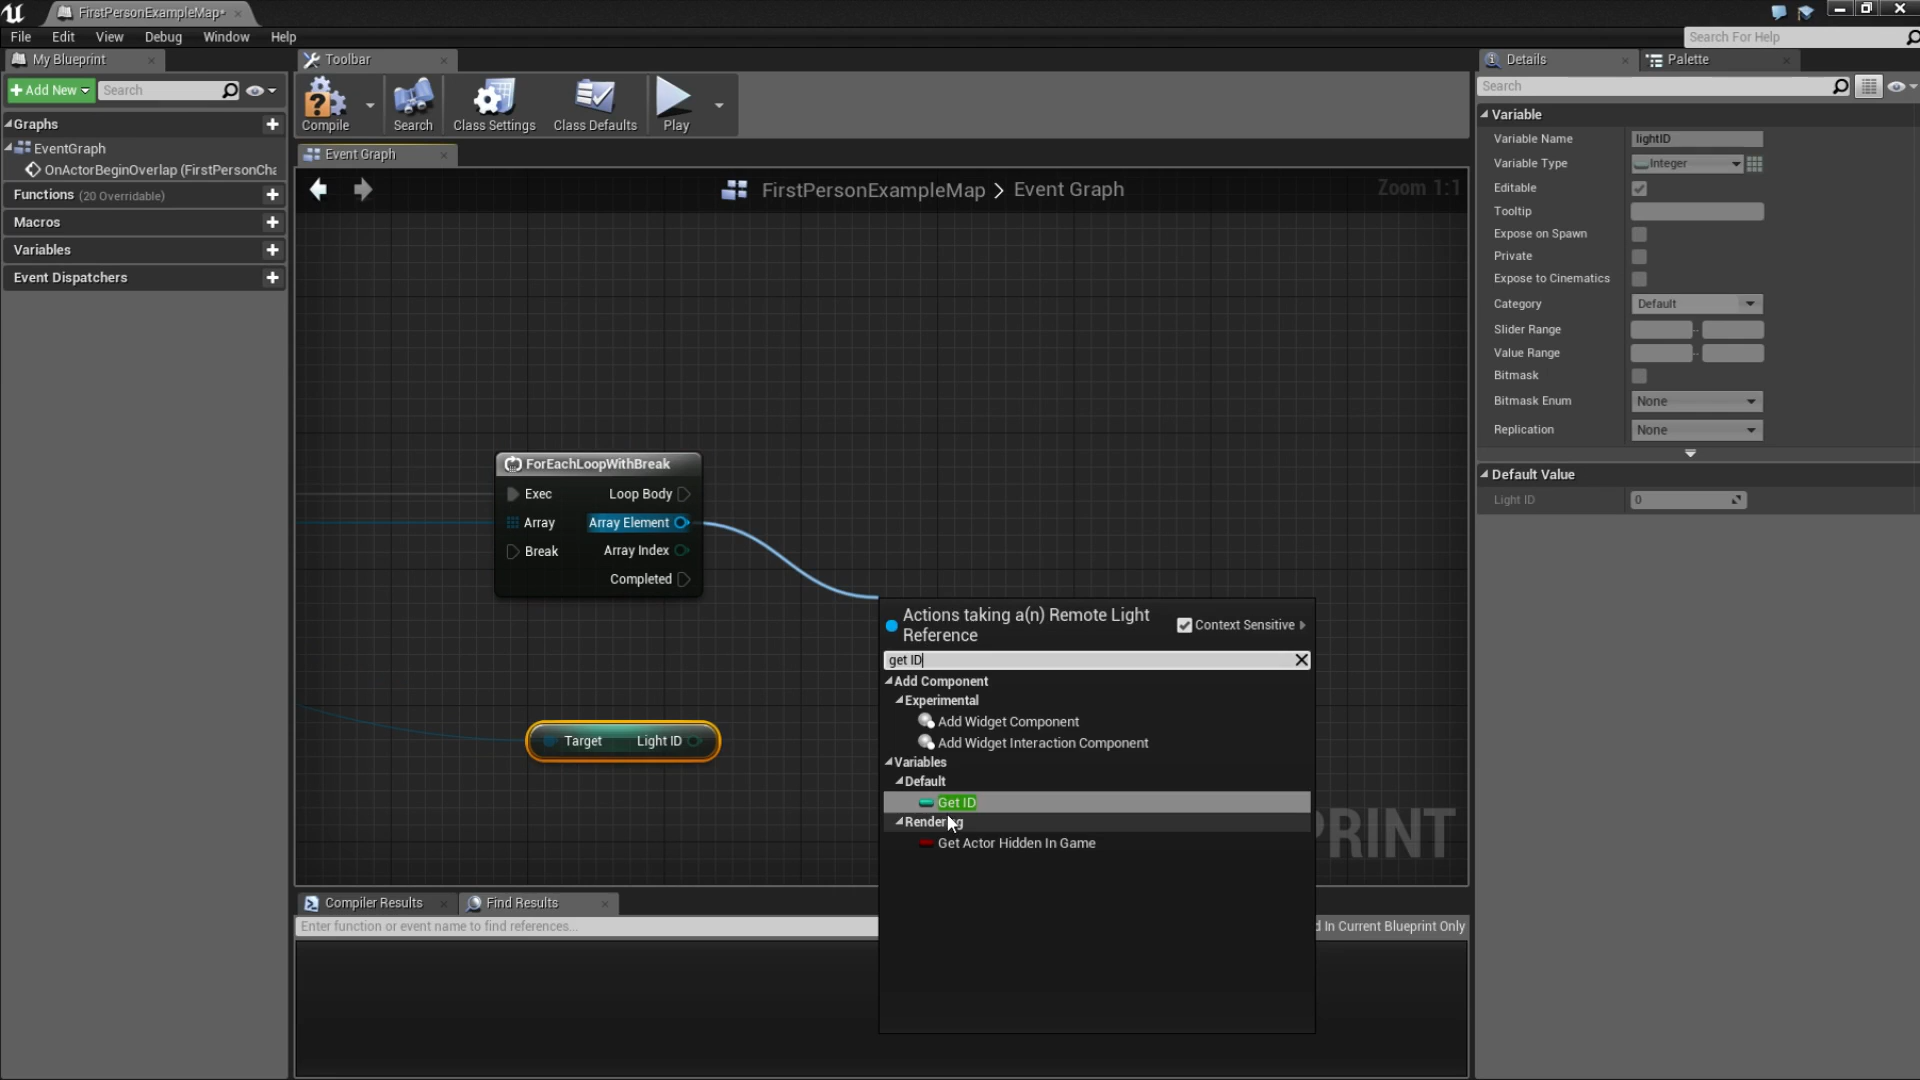 FirstPersonExampleMap*
File Edit View Debug Window Help
Search For Help
My Blueprint
Toolbar
Details
Palette
Add New
Search
Compile
Search
Class Settings
Class Defaults
Play
Search
Graphs
EventGraph
OnActorBeginOverlap (FirstPersonCha
Functions (20 Overridable)
Macros
Variables
Event Dispatchers
Event Graph
FirstPersonExampleMap > Event Graph
Zoom 1:1
ForEachLoopWithBreak
Exec Loop Body
Array Array Element
Break Array Index
Completed
Target Light ID
Actions taking a(n) Remote Light
Reference
Context Sensitive
get ID
Add Component
Experimental
Add Widget Component
Add Widget Interaction Component
Variables
Default
Get ID
Rendering
Get Actor Hidden In Game
PRINT
Compiler Results
Find Results
Enter function or event name to find references...
d In Current Blueprint Only
Variable
Variable Name lightID
Variable Type Integer
Editable
Tooltip
Expose on Spawn
Private
Expose to Cinematics
Category Default
Slider Range
Value Range
Bitmask
Bitmask Enum None
Replication None
Default Value
Light ID 0